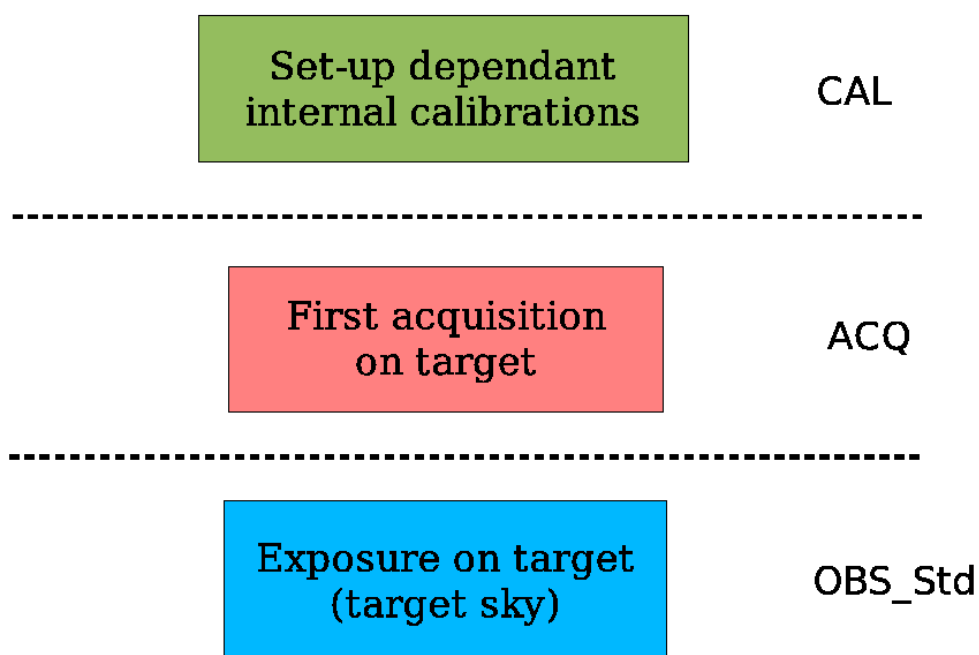 Set-up dependant
internal calibrations
CAL
First acquisition
on target
ACQ
Exposure on target
(target sky)
OBS_Std